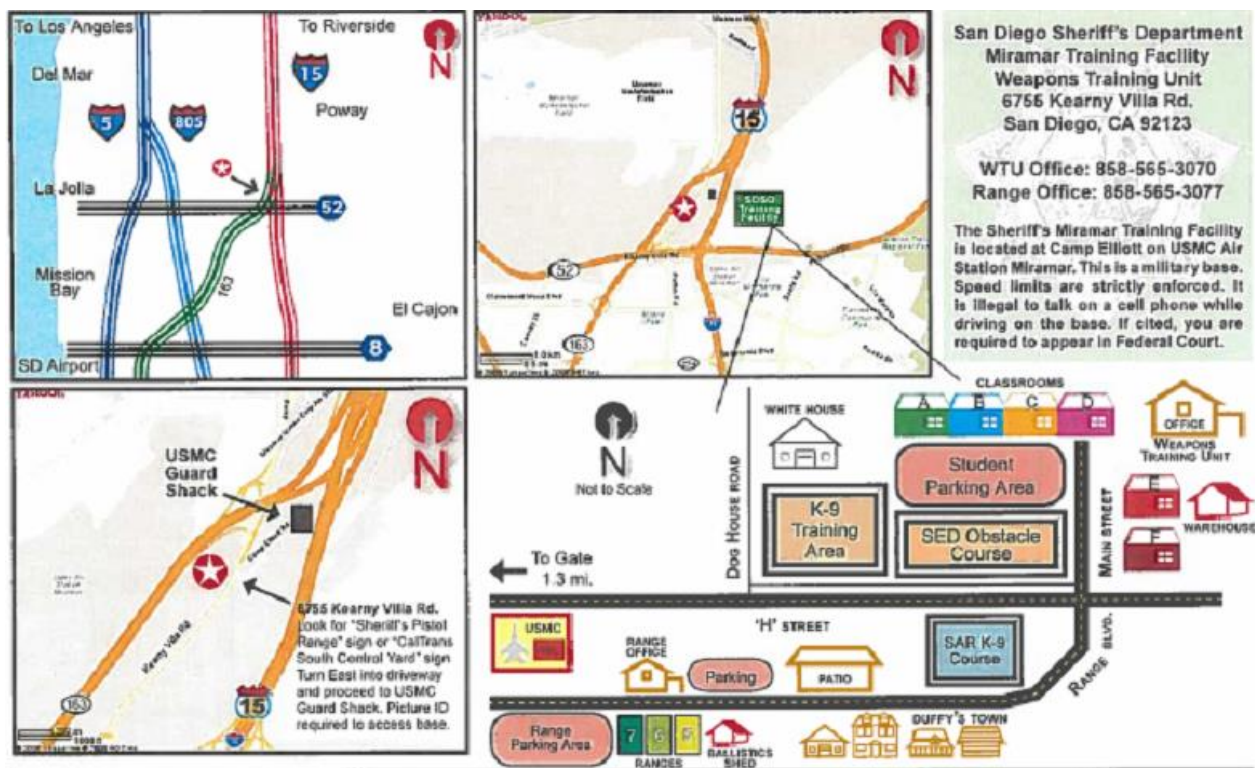 To Los Angeles
To Riverside
N
Del Mar
15
Poway
5
805
La Jolla
52
Mission
Bay
163
El Cajon
8
SD Airport
N
15
SDSO
Training
Facility
52
163
San Diego Sheriff's Department
Miramar Training Facility
Weapons Training Unit
6755 Kearny Villa Rd.
San Diego, CA 92123
WTU Office: 858-565-3070
Range Office: 858-565-3077
The Sheriff's Miramar Training Facility
is located at Camp Elliott on USMC Air
Station Miramar. This is a military base.
Speed limits are strictly enforced. It
is illegal to talk on a cell phone while
driving on the base. If cited, you are
required to appear in Federal Court.
N
USMC
Guard
Shack
Kearny Villa Rd
6755 Kearny Villa Rd.
Look for "Sheriff's Pistol
Range" sign or "CalTrans
South Control Yard" sign
Turn East into driveway
and proceed to USMC
Guard Shack. Picture ID
required to access base.
163
15
N
Not to Scale
To Gate
1.3 mi.
DOG HOUSE ROAD
WHITE HOUSE
CLASSROOMS
A B C D
OFFICE
WEAPONS
TRAINING UNIT
Student
Parking Area
K-9
Training
Area
SED Obstacle
Course
MAIN STREET
E
F
WAREHOUSE
'H' STREET
USMC
RANGE
OFFICE
Parking
PATIO
SAR K-9
Course
RANGE BLVD.
Range
Parking Area
7 6 5
RANGES
BALLISTICS
SHED
DUFFY'S TOWN